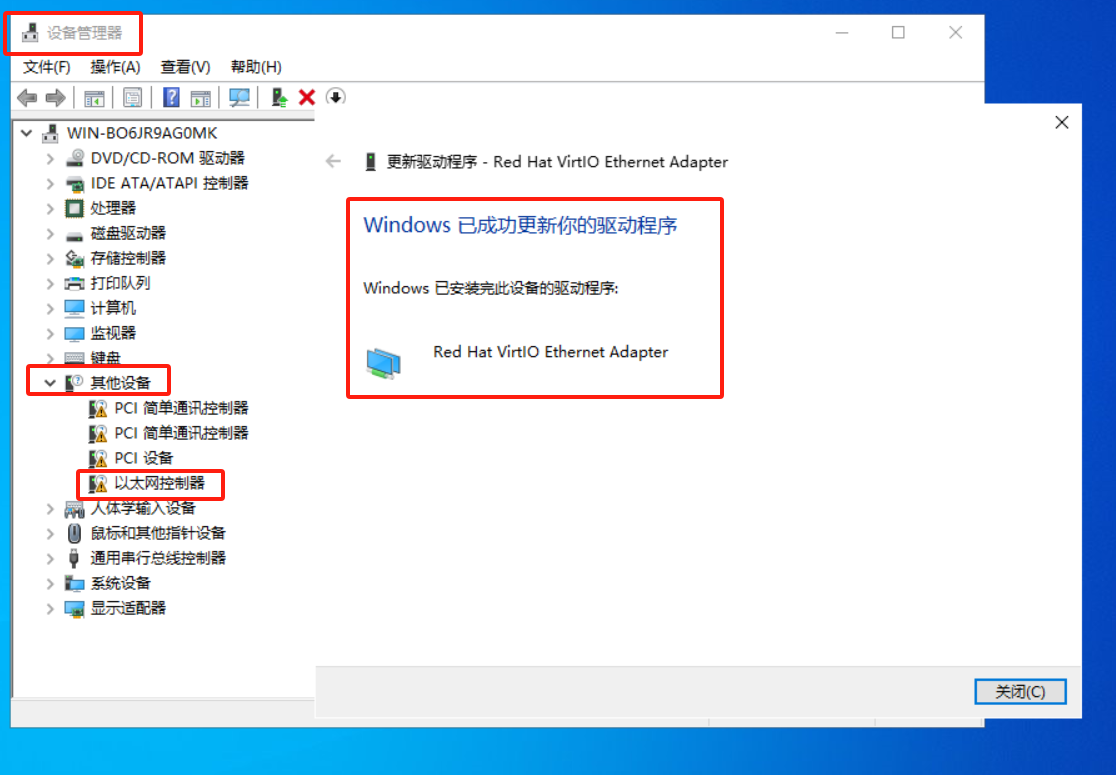 设备管理器
文件(F) 操作(A) 查看(V) 帮助(H)
WIN-BO6JR9AG0MK
DVD/CD-ROM 驱动器
IDE ATA/ATAPI 控制器
处理器
磁盘驱动器
存储控制器
打印队列
计算机
监视器
键盘
其他设备
PCI 简单通讯控制器
PCI 简单通讯控制器
PCI 设备
以太网控制器
人体学输入设备
鼠标和其他指针设备
通用串行总线控制器
系统设备
显示适配器
更新驱动程序 - Red Hat VirtIO Ethernet Adapter
Windows 已成功更新你的驱动程序
Windows 已安装完此设备的驱动程序:
Red Hat VirtIO Ethernet Adapter
关闭(C)